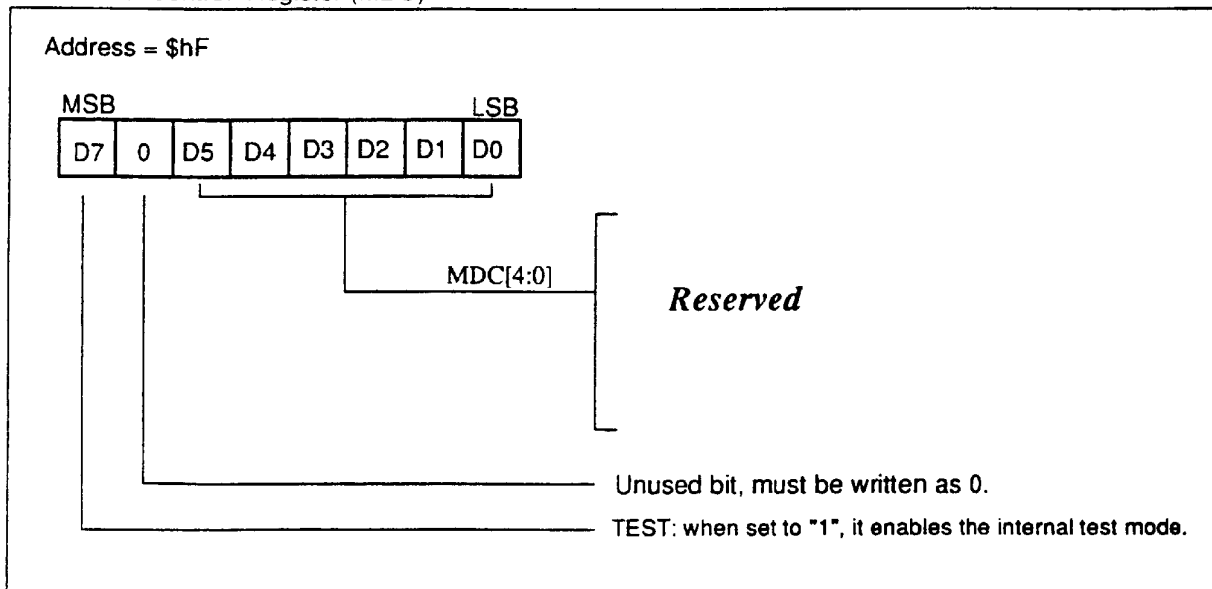 Address = $hF
MSB LSB
D7 0 D5 D4 D3 D2 D1 D0
MDC[4:0]
Reserved
Unused bit, must be written as 0.
TEST: when set to "1", it enables the internal test mode.